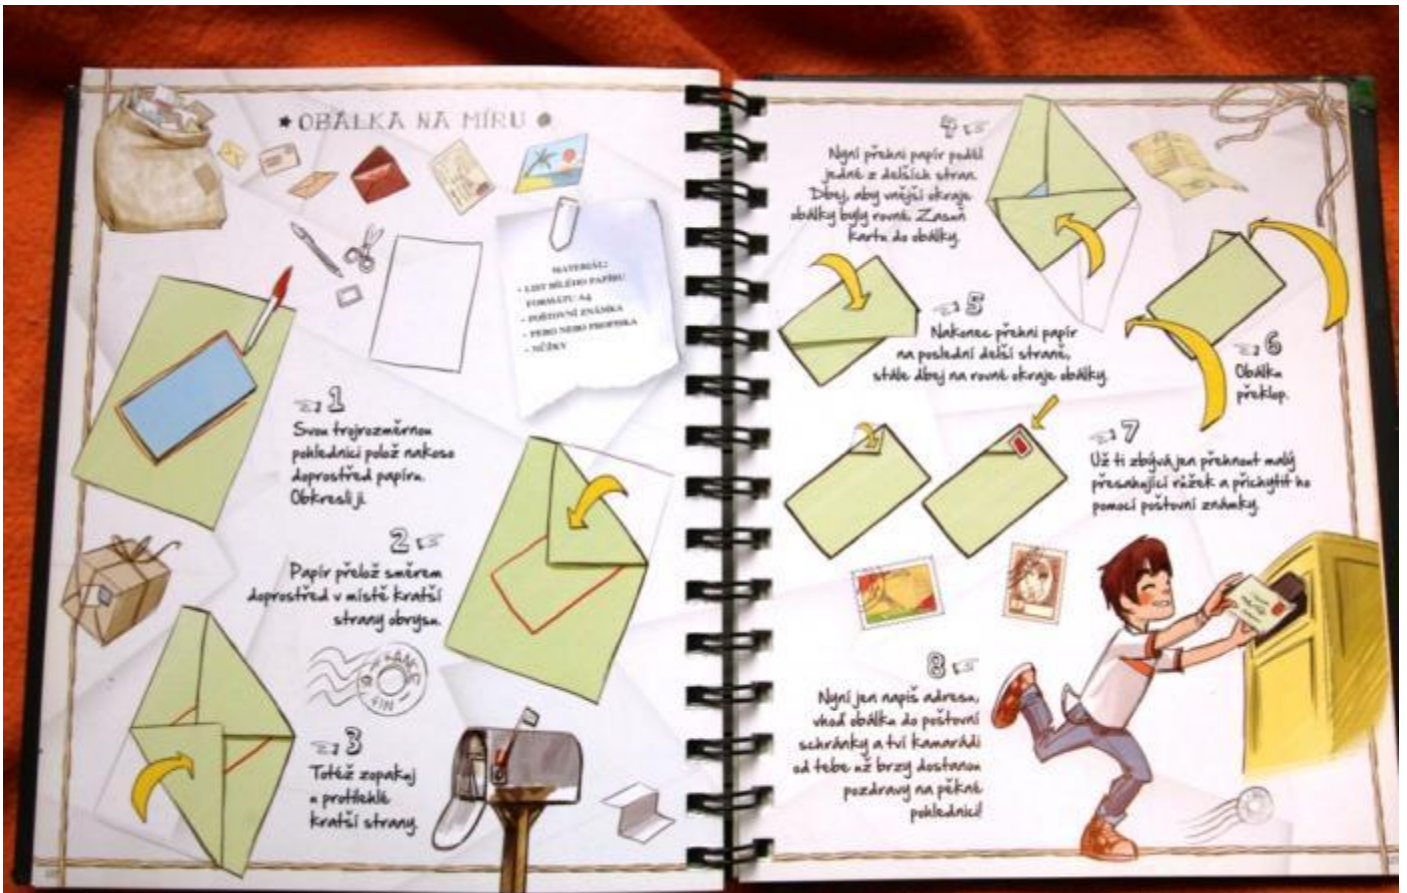 OBÁLKA NA MÍRU
MATERIÁL:
- LIST BÍLÉHO PAPÍRU
FORMÁTU A4
- POŠTOVNÍ ZNÁMKA
- PERO NEBO PROPISKA
- NŮŽKY
1
Svou trojrozměrnou
pohlednici polož nakoso
doprostřed papíru.
Obkresli ji.
2
Papír přelož směrem
doprostřed v místě kratší
strany obrysu.
3
Totéž zopakuj
u protilehlé
kratší strany.
4
Nyní přehni papír podél
jedné z delších stran.
Dbej, aby vnější okraje
obálky byly rovné. Zasuň
kartu do obálky.
5
Nakonec přehni papír
na poslední delší straně,
stále dbej na rovné okraje obálky.
6
Obálku
překlop.
7
Už ti zbývá jen přehnout malý
přesahující růžek a přichytit ho
pomocí poštovní známky.
8
Nyní jen napiš adresu,
vhoď obálku do poštovní
schránky a tví kamarádi
od tebe už brzy dostanou
pozdravy na pěkné
pohlednici!